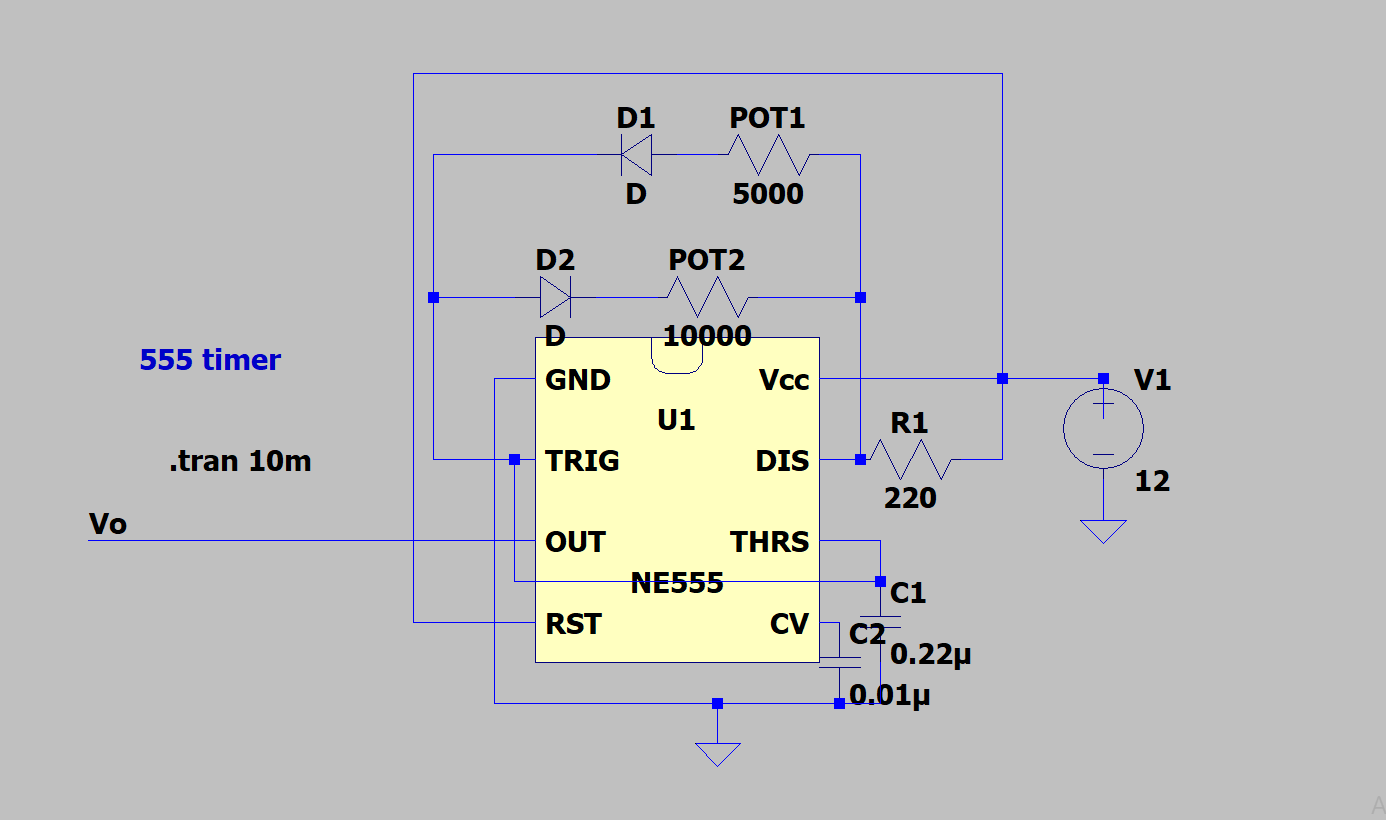 D1
POT1
D
5000
D2
POT2
D
10000
555 timer
GND
Vcc
V1
U1
R1
.tran 10m
TRIG
DIS
12
220
Vo
OUT
THRS
NE555
C1
RST
CV
C2
0.22µ
0.01µ
A